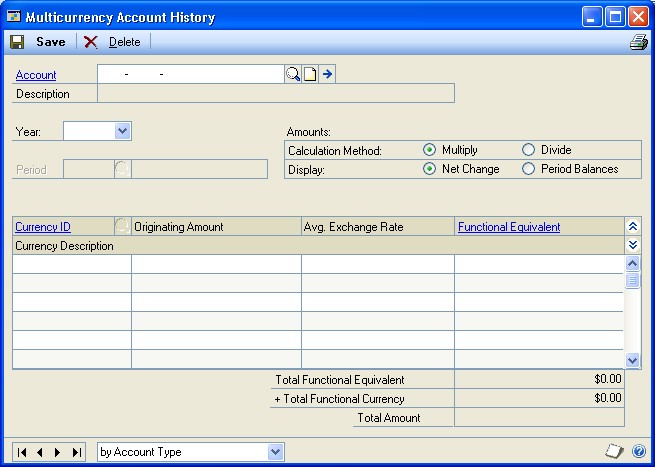 Multicurrency Account History
Save Delete
Account - -
Description
Year: Amounts:
Calculation Method: Multiply Divide
Period Display: Net Change Period Balances
Currency ID Originating Amount Avg. Exchange Rate Functional Equivalent
Currency Description
Total Functional Equivalent $0.00
+ Total Functional Currency $0.00
Total Amount
by Account Type